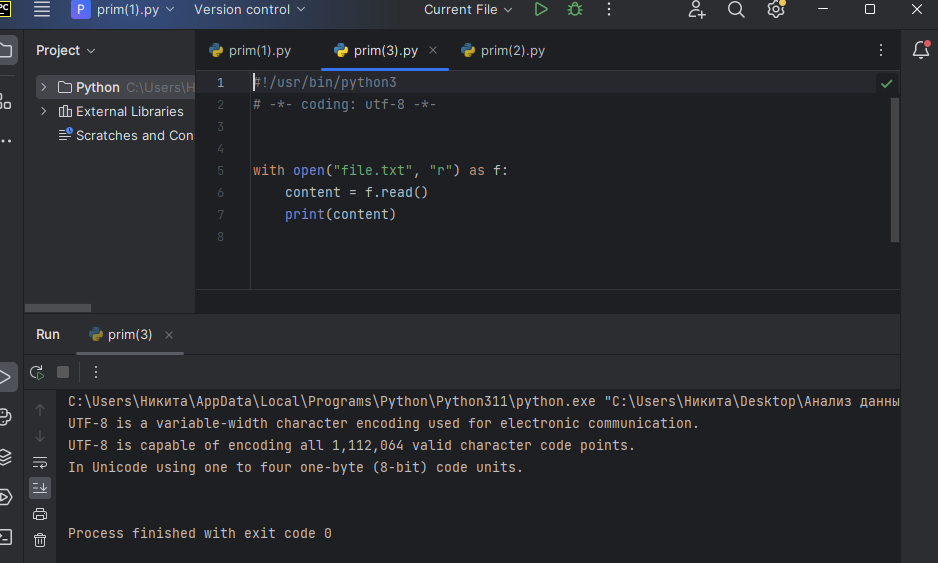 PC
P prim(1).py Version control Current File
Project
prim(1).py prim(3).py prim(2).py
Python C:\Users\Н
External Libraries
Scratches and Con
1 #!/usr/bin/python3
2 # -*- coding: utf-8 -*-
3
4
5 with open("file.txt", "r") as f:
6 content = f.read()
7 print(content)
8
Run prim(3)
C:\Users\Никита\AppData\Local\Programs\Python\Python311\python.exe "C:\Users\Никита\Desktop\Анализ данны
UTF-8 is a variable-width character encoding used for electronic communication.
UTF-8 is capable of encoding all 1,112,064 valid character code points.
In Unicode using one to four one-byte (8-bit) code units.
Process finished with exit code 0